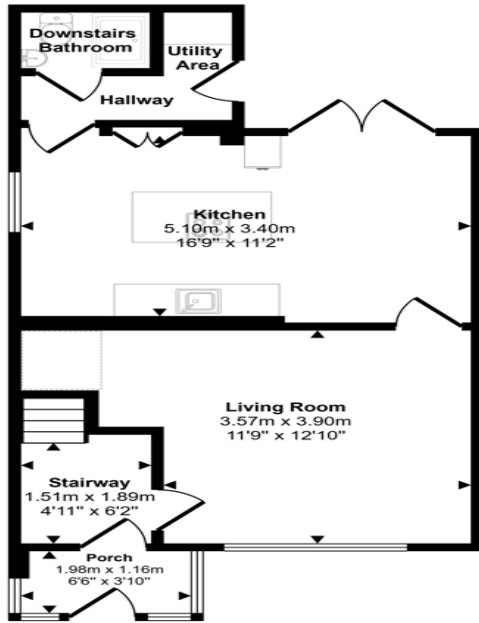 Downstairs
Bathroom
Utility
Area
Hallway
Kitchen
5.10m x 3.40m
16'9" x 11'2"
Living Room
3.57m x 3.90m
11'9" x 12'10"
Stairway
1.51m x 1.89m
4'11" x 6'2"
Porch
1.98m x 1.16m
6'6" x 3'10"